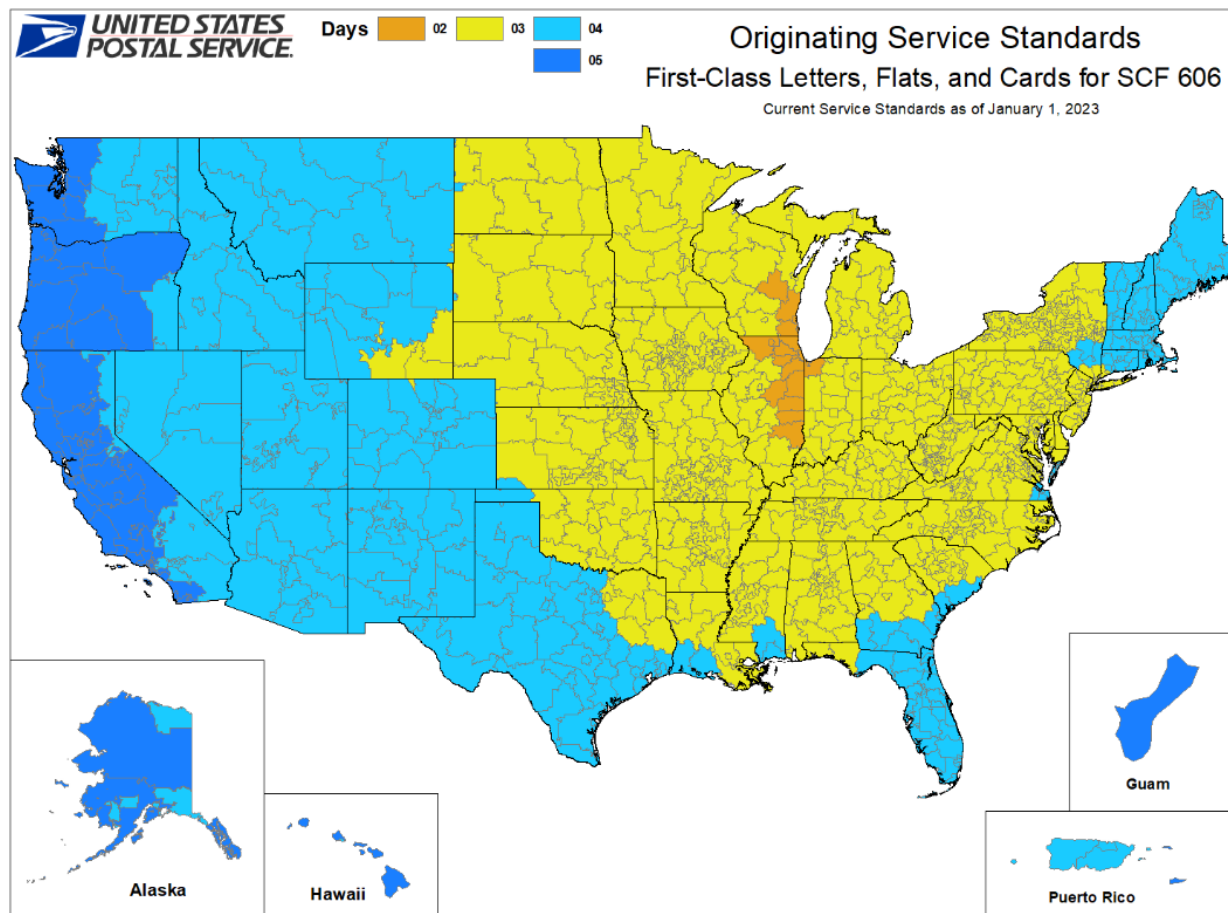 UNITED STATES
POSTAL SERVICE.
Days 02 03 04
05
Originating Service Standards
First-Class Letters, Flats, and Cards for SCF 606
Current Service Standards as of January 1, 2023
Alaska
Hawaii
Guam
Puerto Rico